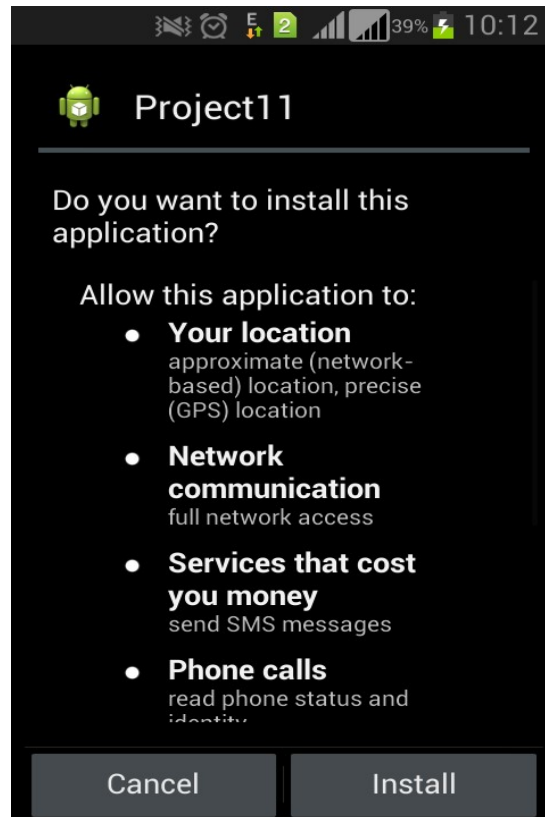 E 2 39% 10:12
Project11
Do you want to install this
application?
Allow this application to:
Your location
approximate (network-
based) location, precise
(GPS) location
Network
communication
full network access
Services that cost
you money
send SMS messages
Phone calls
read phone status and
identity
Cancel Install